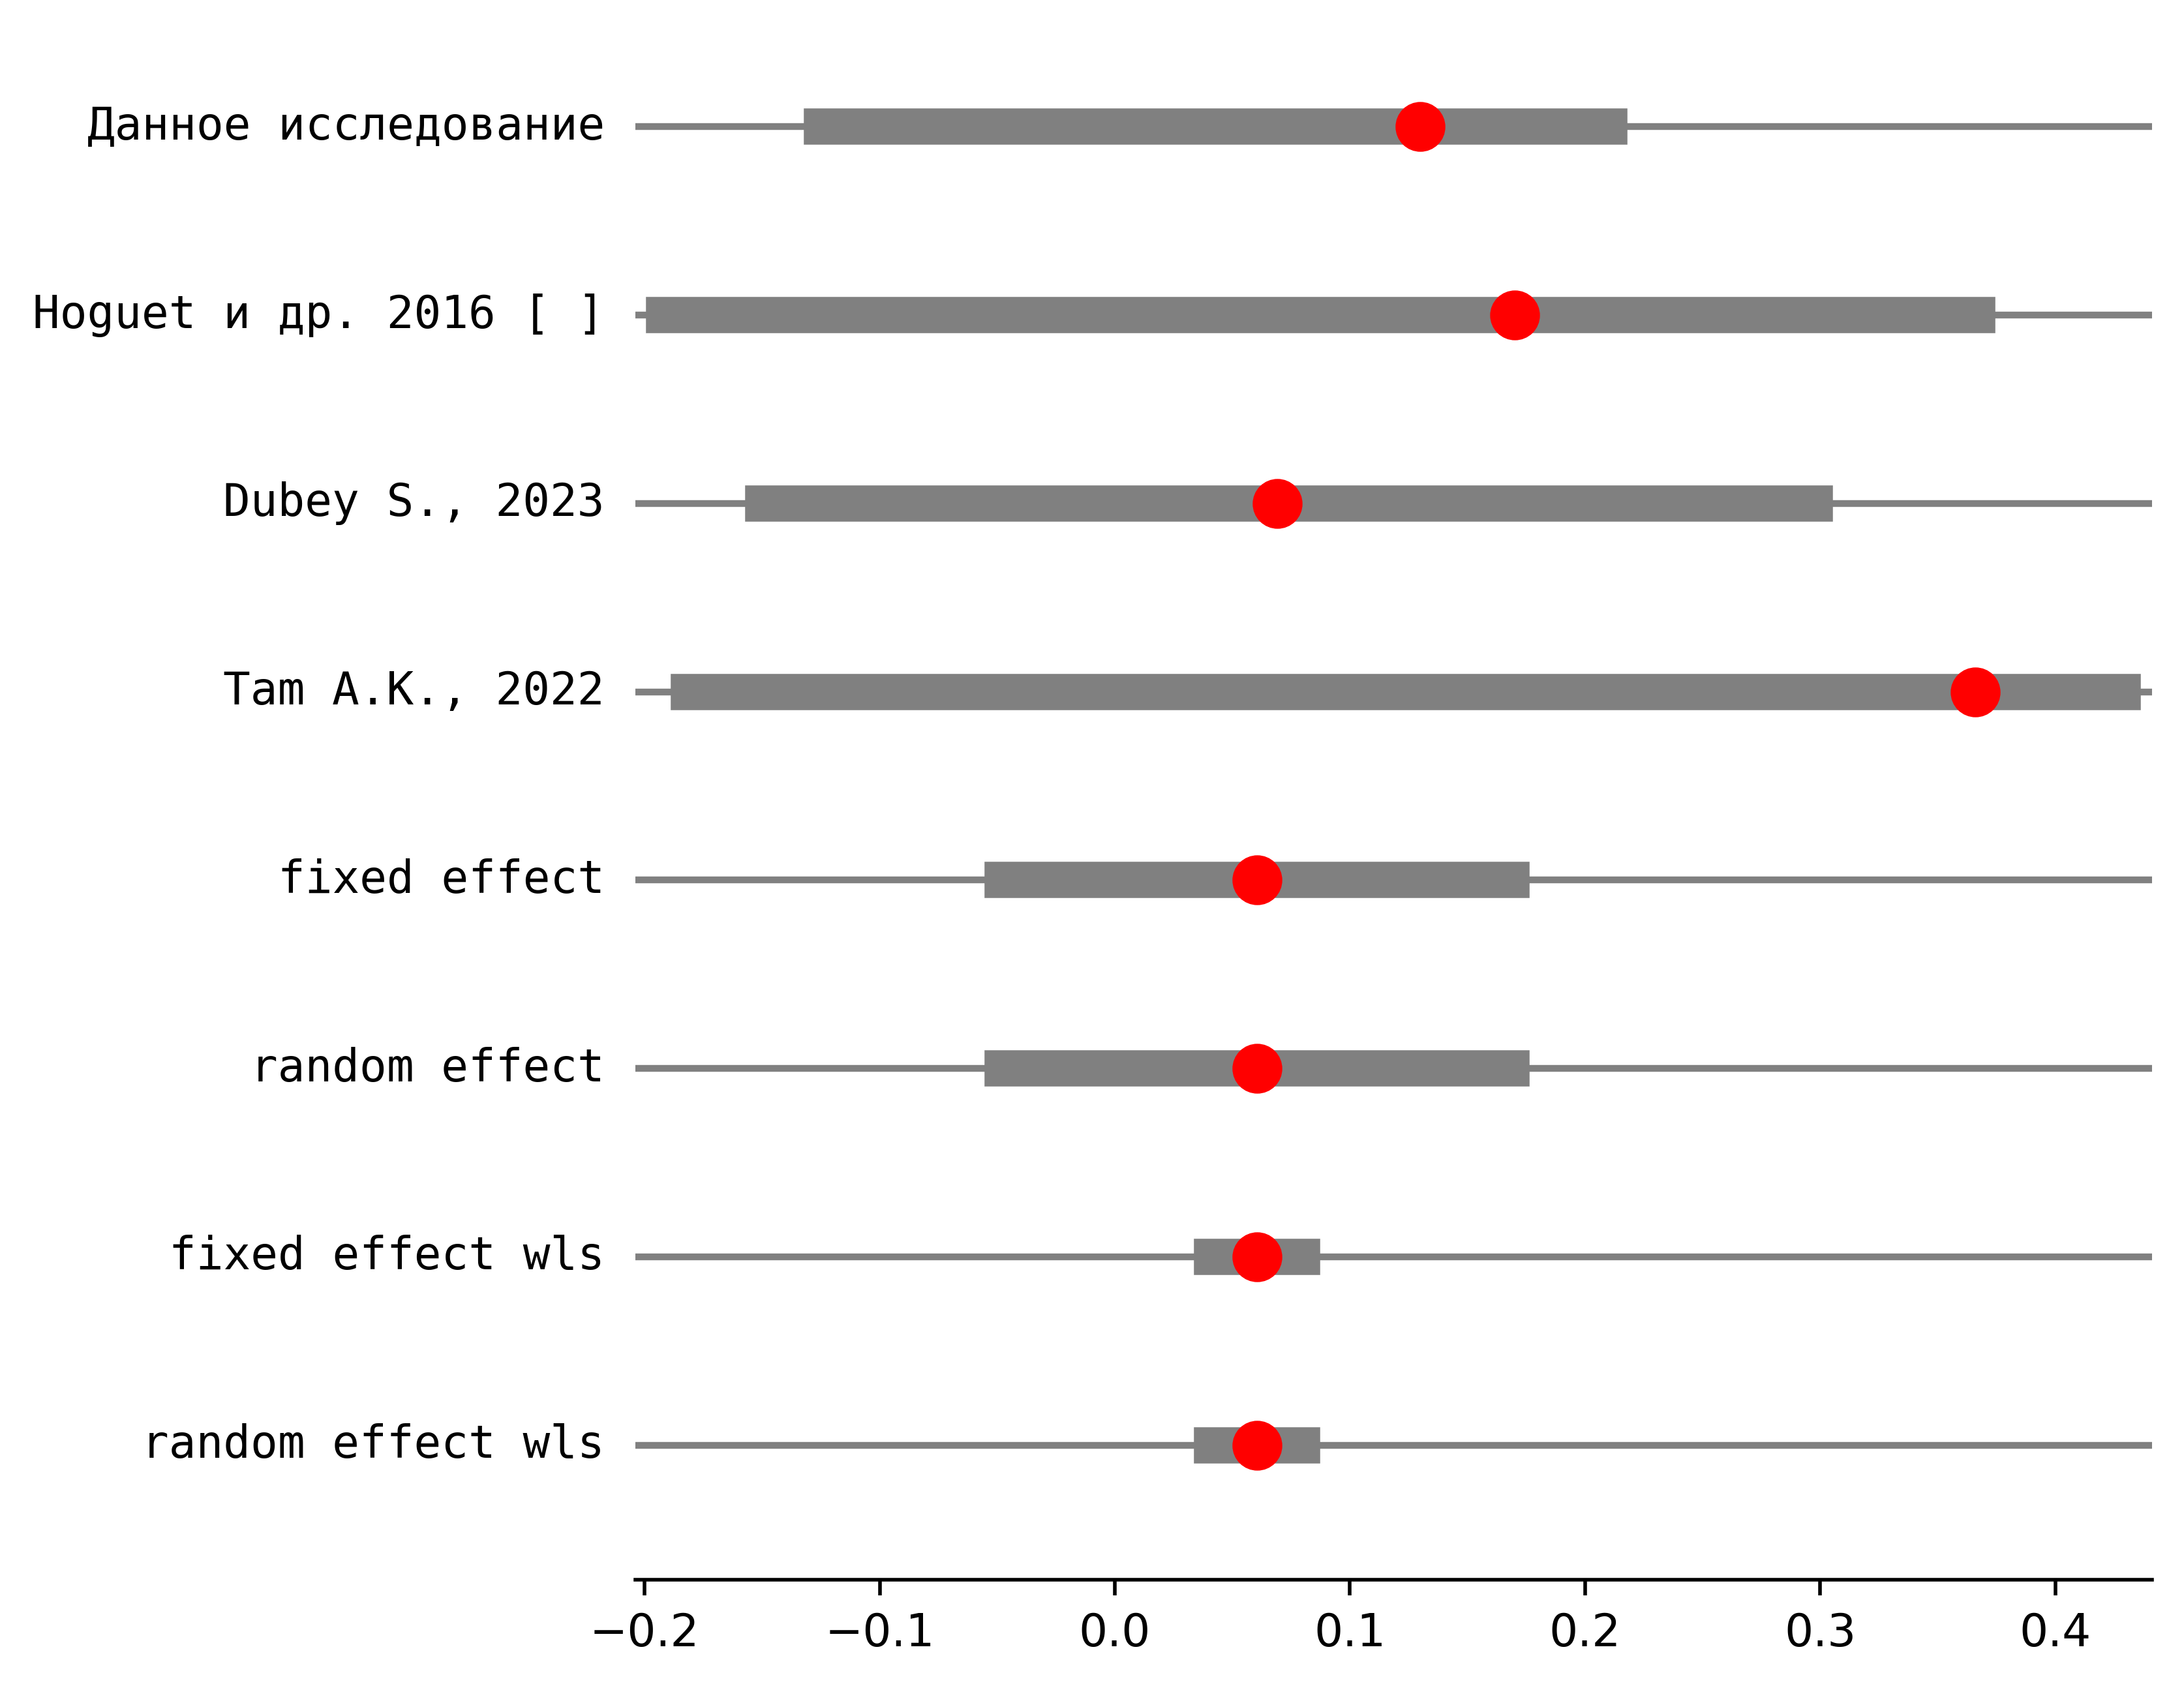 Данное исследование
Hoguet и др. 2016 [ ]
Dubey S., 2023
Tam A.K., 2022
fixed effect
random effect
fixed effect wls
random effect wls
−0.2 −0.1 0.0 0.1 0.2 0.3 0.4